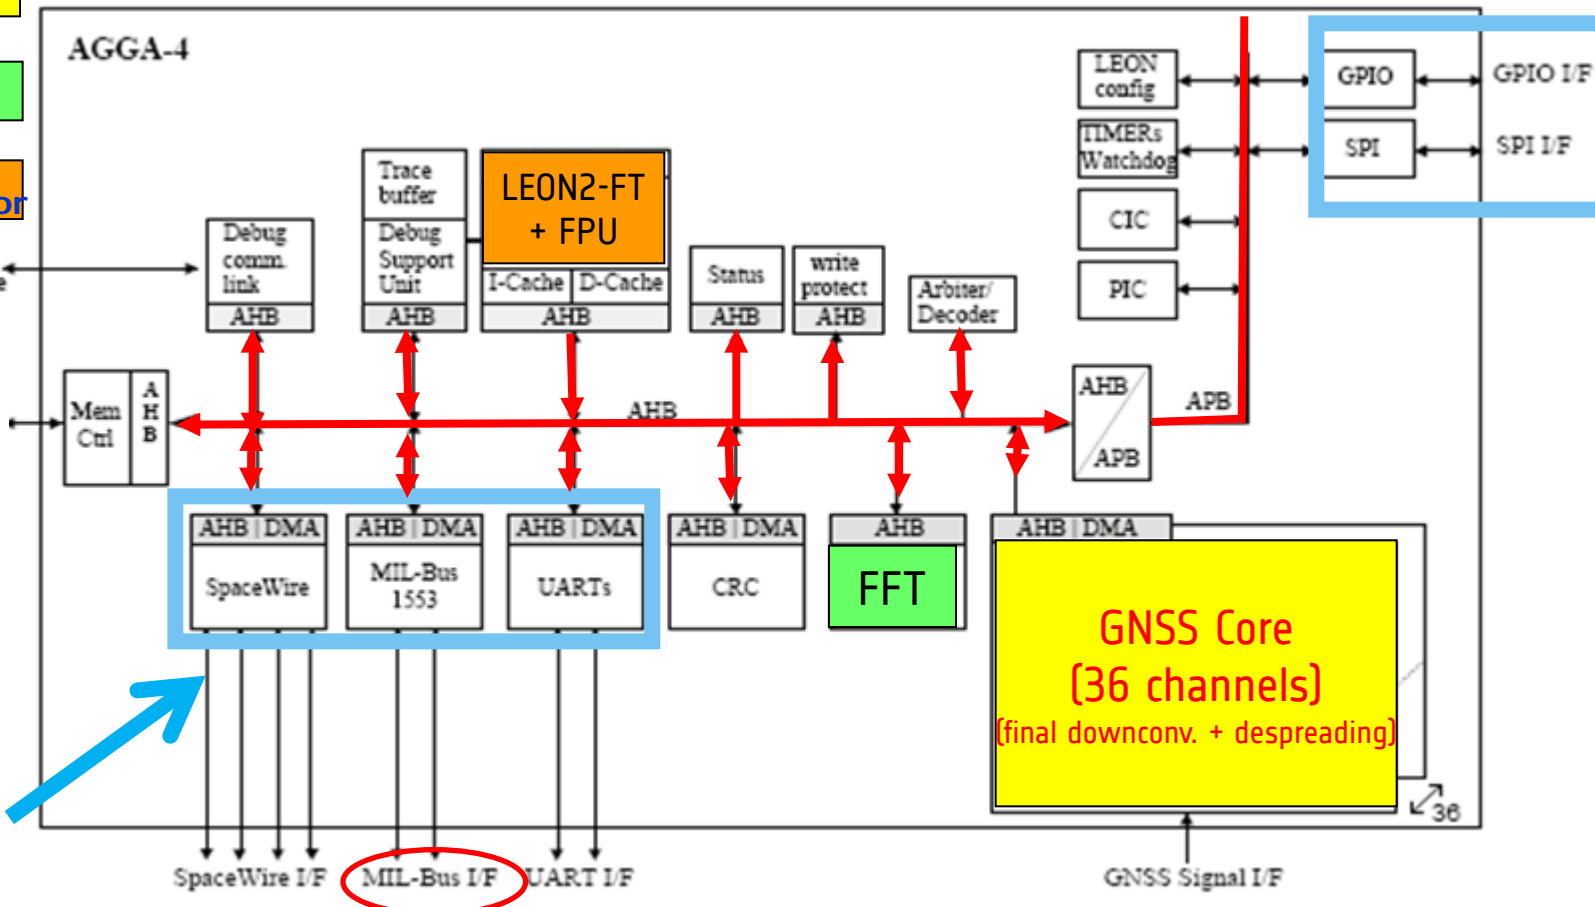 AGGA-4
or
e
LEON
config
GPIO
GPIO I/F
TIMERs
Watchdog
SPI
SPI I/F
CIC
PIC
Trace
buffer
LEON2-FT
+ FPU
Debug
comm.
link
AHB
Debug
Support
Unit
AHB
I-Cache
D-Cache
AHB
Status
AHB
write
protect
AHB
Arbiter/
Decoder
Mem
Ctrl
A
H
B
AHB
AHB
APB
APB
AHB DMA
SpaceWire
AHB DMA
MIL-Bus
1553
AHB DMA
UARTs
AHB DMA
CRC
AHB
FFT
AHB DMA
GNSS Core
(36 channels)
(final downconv. + despreading)
36
SpaceWire I/F
MIL-Bus I/F
UART I/F
GNSS Signal I/F